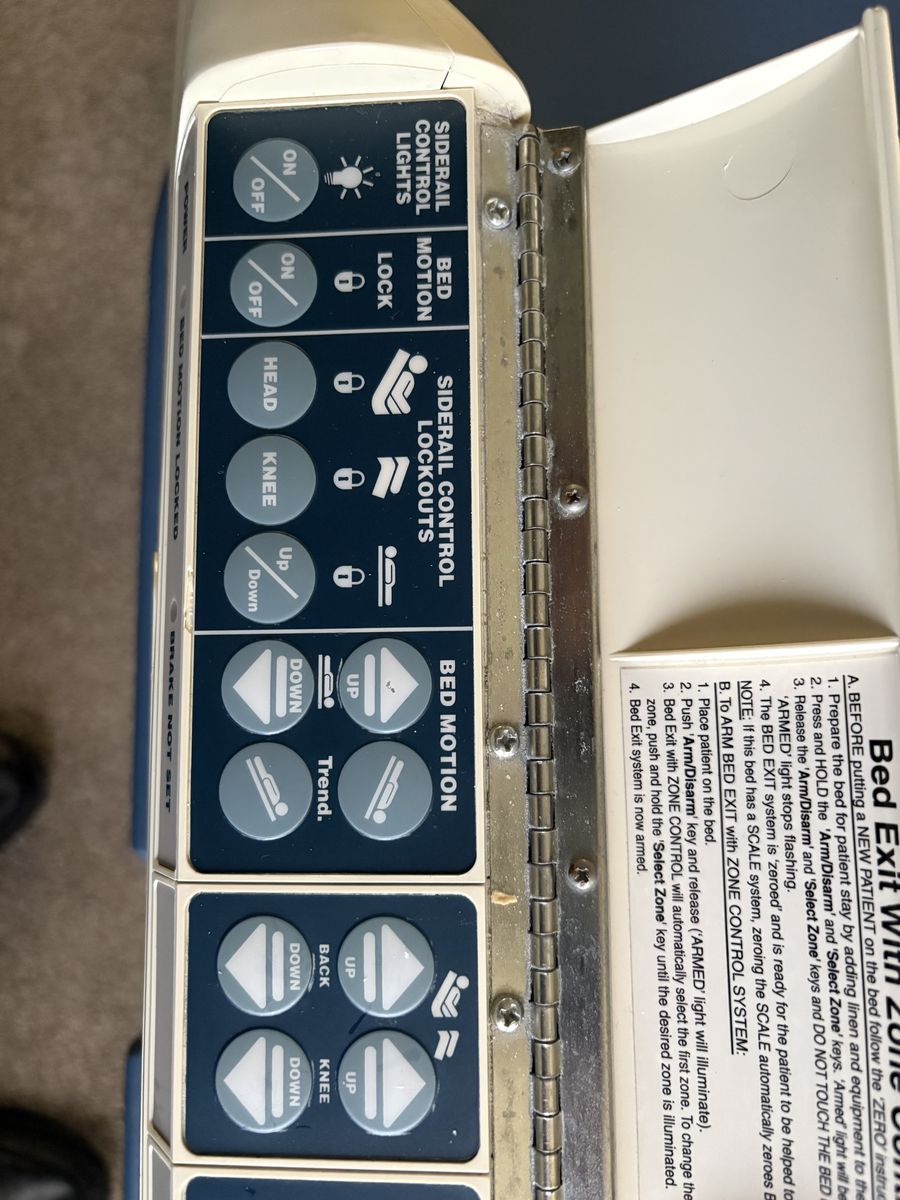 SIDERAIL
CONTROL
LIGHTS
ON/OFF
BED
MOTION
LOCK
ON/OFF
SIDERAIL CONTROL
LOCKOUTS
HEAD
KNEE
Up/Down
BED MOTION
UP
Trend.
DOWN
UP
UP
BACK
KNEE
DOWN
DOWN
POWER
BED MOTION LOCKED
BRAKE NOT SET
Bed Exit With Zone
A. BEFORE putting a NEW PATIENT on the bed follow the 'ZERO'
1. Prepare the bed for patient stay by adding linen and equipment to
2. Press and HOLD the 'Arm/Disarm' and 'Select Zone' keys. 'Armed' light will
3. Release the 'Arm/Disarm' and 'Select Zone' keys and DO NOT TOUCH THE BED
'ARMED' light stops flashing.
4. The BED EXIT system is 'zeroed' and is ready for the patient to be helped
NOTE: If this bed has a SCALE system, zeroing the SCALE automatically zeroes
B. To ARM BED EXIT with ZONE CONTROL SYSTEM:
1. Place patient on the bed.
2. Push 'Arm/Disarm' key and release ('ARMED' light will illuminate).
3. Bed Exit with ZONE CONTROL will automatically select the first zone. To change the
zone, push and hold the 'Select Zone' key until the desired zone is illuminated.
4. Bed Exit system is now armed.